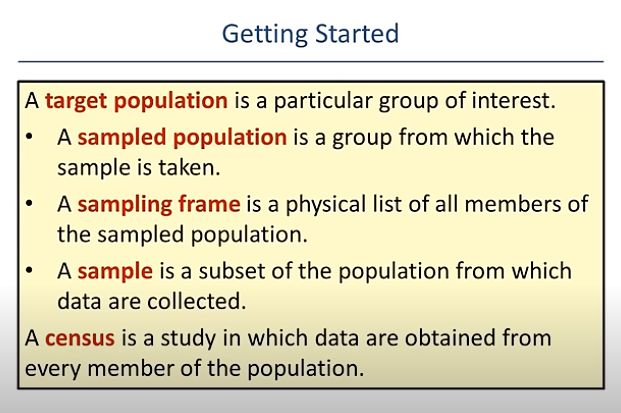 Getting Started
A target population is a particular group of interest.
• A sampled population is a group from which the
sample is taken.
• A sampling frame is a physical list of all members of
the sampled population.
• A sample is a subset of the population from which
data are collected.
A census is a study in which data are obtained from
every member of the population.